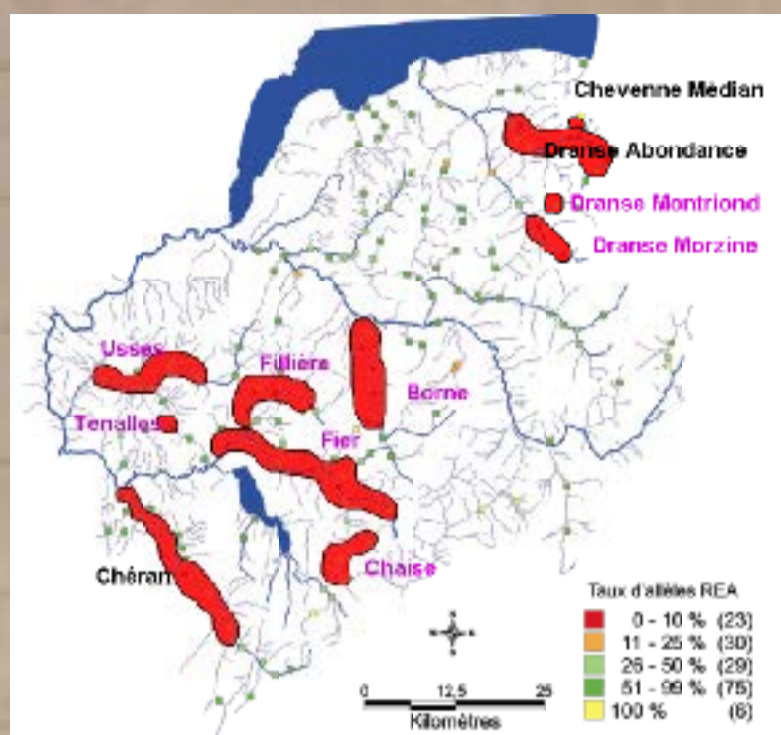 Chevenne Médian
Dranse Abondance
Dranse Montriond
Dranse Morzine
Usses
Fillière
Borne
Tenalles
Fier
Chéran
Chaise
Taux d'allèles REA
0 - 10 % (23)
11 - 25 % (30)
26 - 50 % (29)
51 - 99 % (75)
100 % (6)
0 12,5 25
Kilomètres